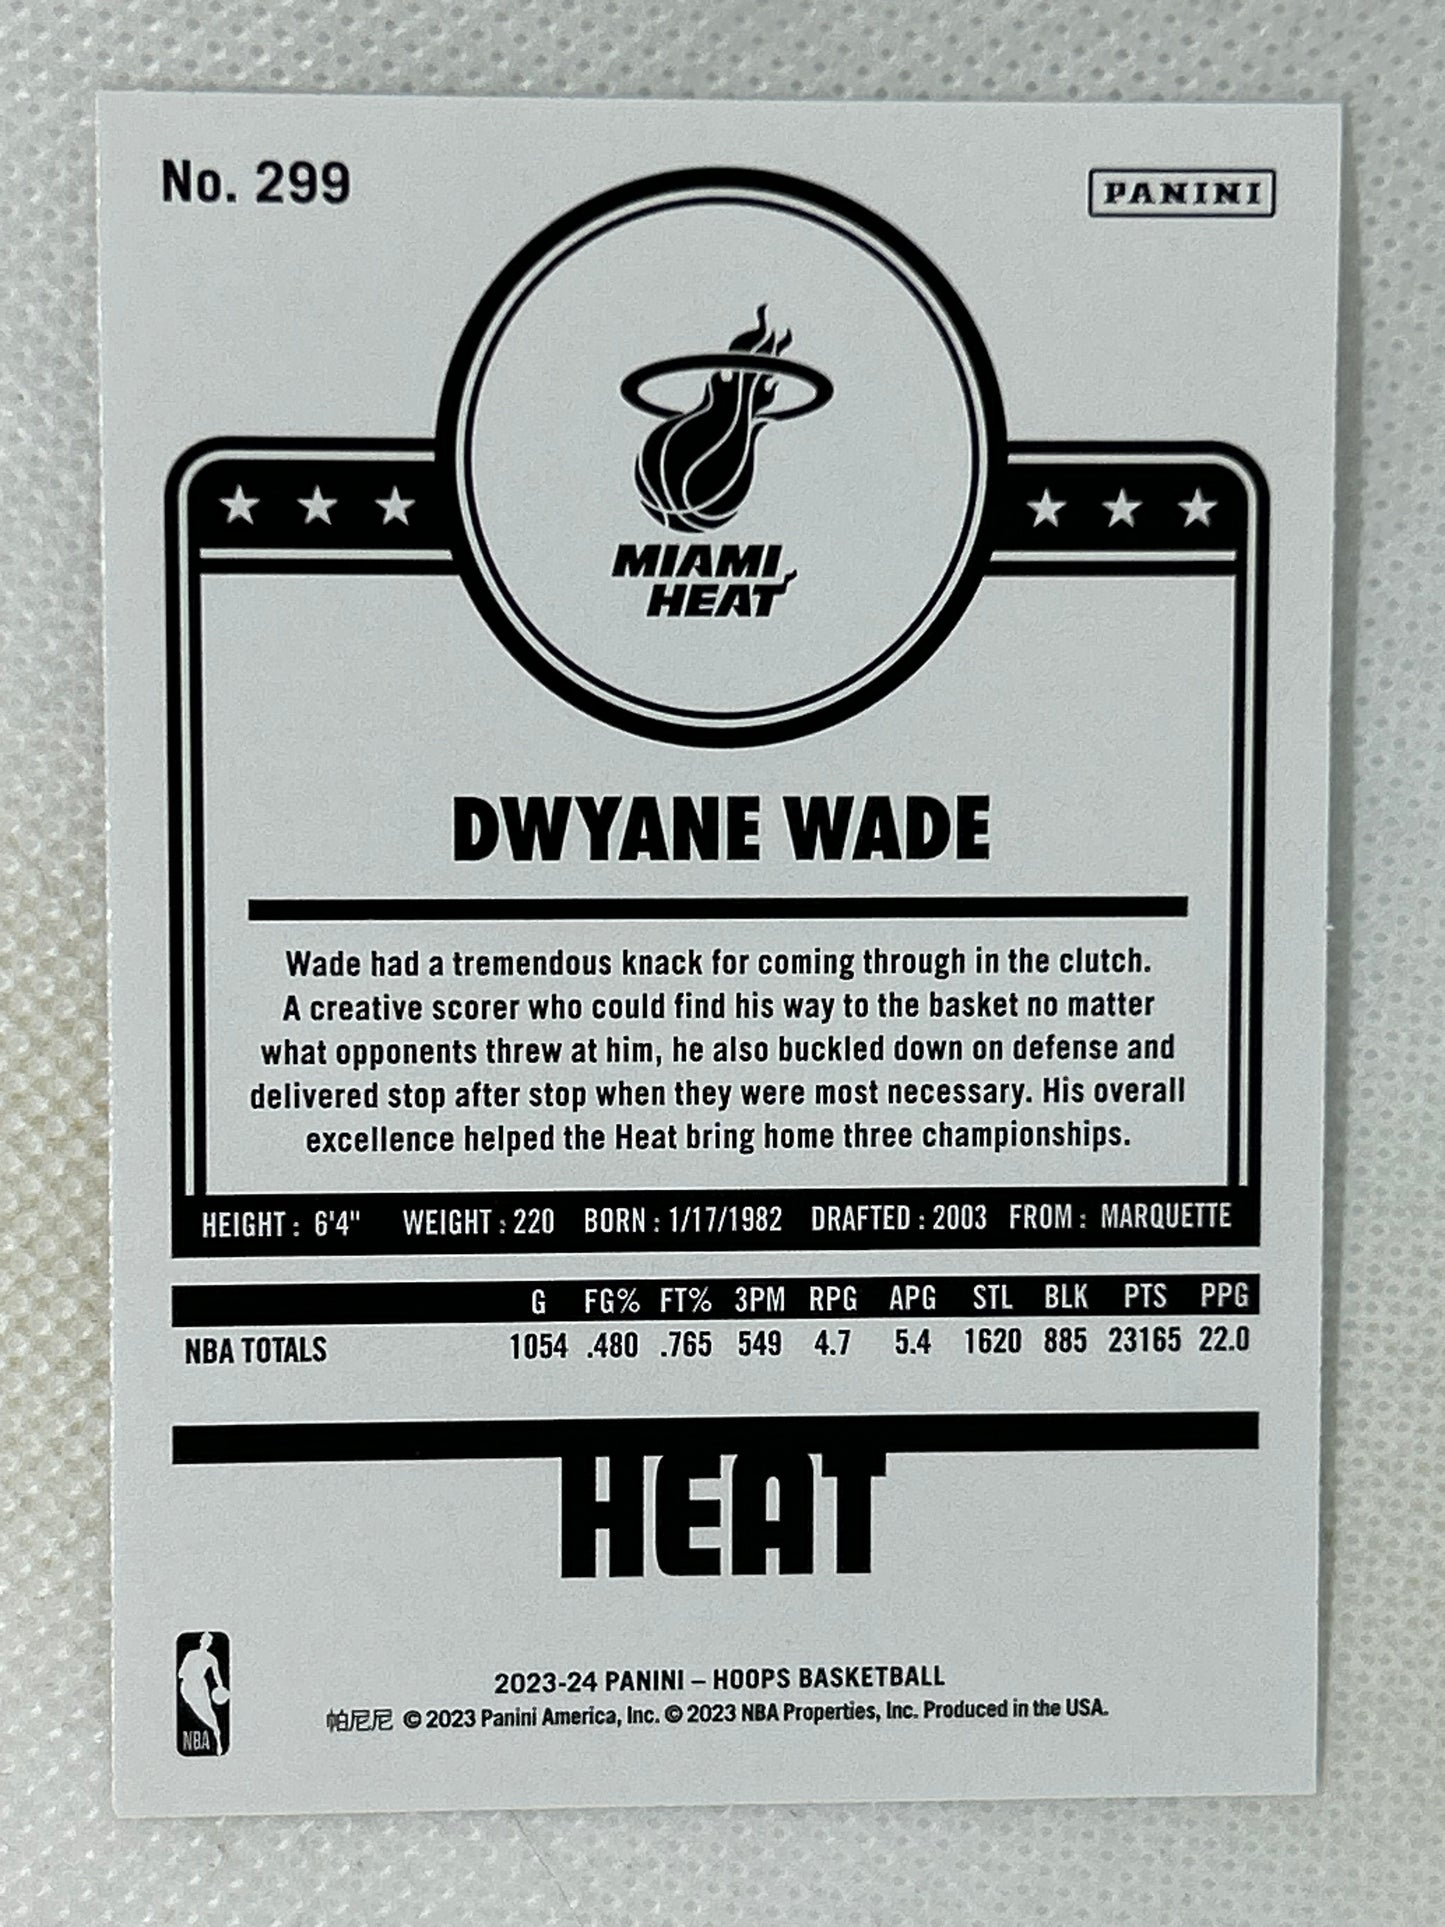 No. 299
PANINI
MIAMI
HEAT
DWYANE WADE
Wade had a tremendous knack for coming through in the clutch.
A creative scorer who could find his way to the basket no matter
what opponents threw at him, he also buckled down on defense and
delivered stop after stop when they were most necessary. His overall
excellence helped the Heat bring home three championships.
HEIGHT : 6'4" WEIGHT : 220 BORN : 1/17/1982 DRAFTED : 2003 FROM : MARQUETTE
G FG% FT% 3PM RPG APG STL BLK PTS PPG
NBA TOTALS 1054 .480 .765 549 4.7 5.4 1620 885 23165 22.0
HEAT
2023-24 PANINI – HOOPS BASKETBALL
帕尼尼 © 2023 Panini America, Inc. © 2023 NBA Properties, Inc. Produced in the USA.
NBA